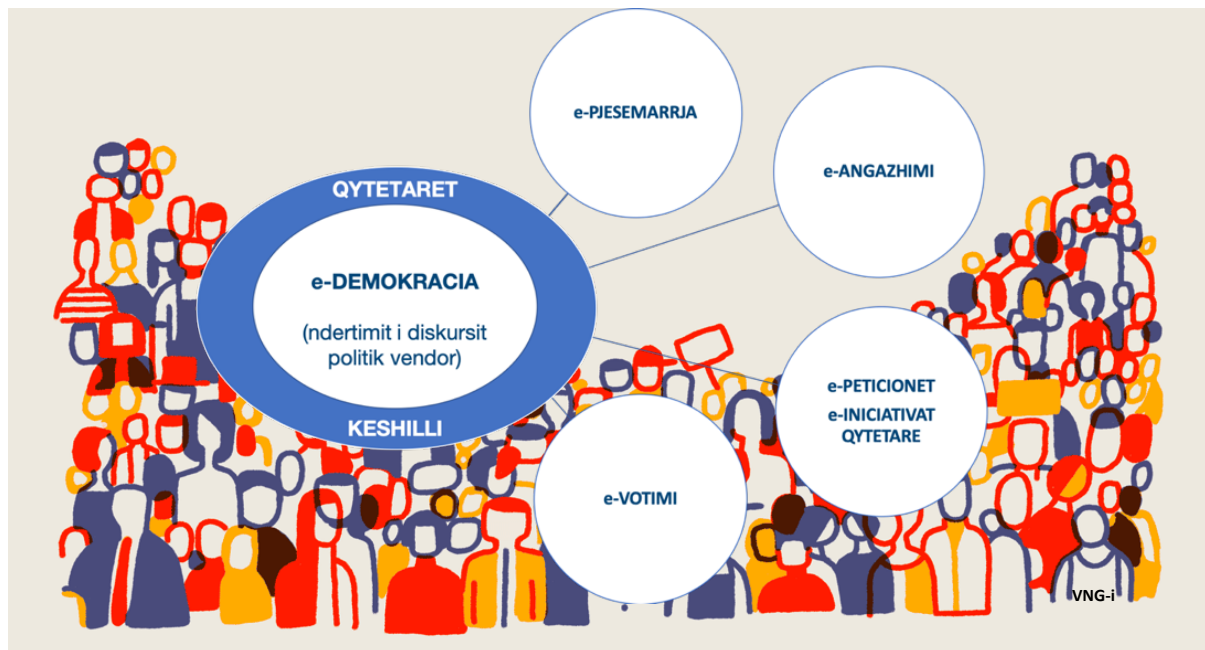 e-PJESEMARRJA
e-ANGAZHIMI
QYTETARET
e-DEMOKRACIA
(ndertimit i diskursit
politik vendor)
KESHILLI
e-PETICIONET
e-INICIATIVAT
QYTETARE
e-VOTIMI
VNG-i